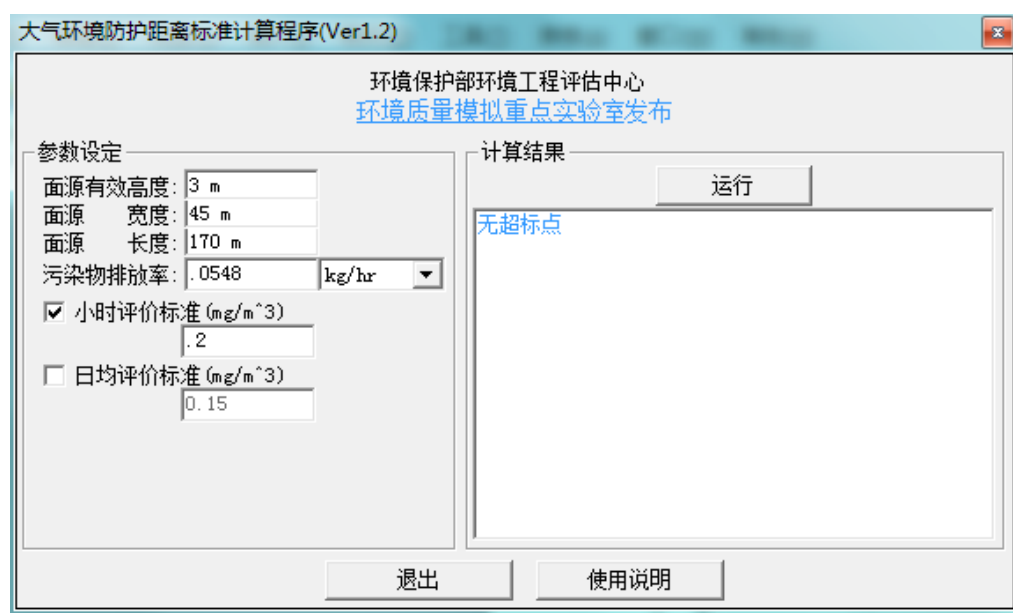 大气环境防护距离标准计算程序(Ver1.2)
环境保护部环境工程评估中心
环境质量模拟重点实验室发布
参数设定
面源有效高度: 3 m
面源 宽度: 45 m
面源 长度: 170 m
污染物排放率: .0548 kg/hr
小时评价标准(mg/m^3)
.2
日均评价标准(mg/m^3)
0.15
计算结果
运行
无超标点
退出
使用说明